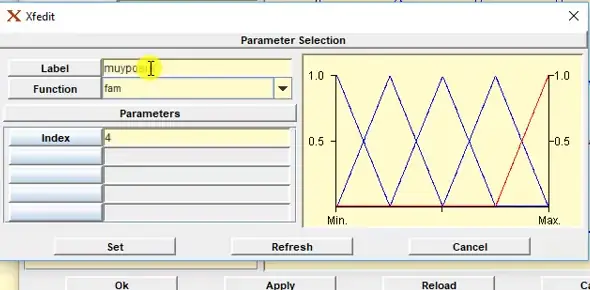 Xfedit
Parameter Selection
Label
Function fam
Parameters
Index 4
1.0 1.0
0.5 0.5
Min. Max.
Set Refresh Cancel
Ok Apply Reload